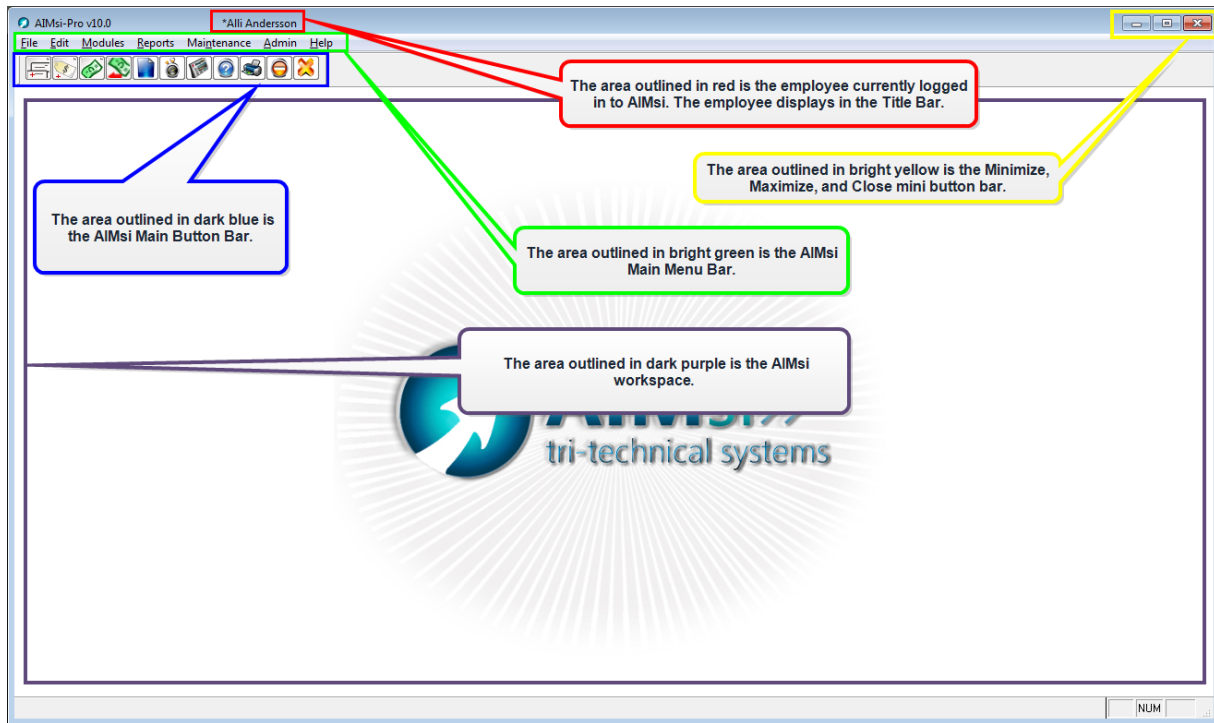 AIMsi-Pro v10.0 *Alli Andersson
File Edit Modules Reports Maintenance Admin Help
The area outlined in red is the employee currently logged
in to AIMsi. The employee displays in the Title Bar.
The area outlined in bright yellow is the Minimize,
Maximize, and Close mini button bar.
The area outlined in dark blue is
the AIMsi Main Button Bar.
The area outlined in bright green is the AIMsi
Main Menu Bar.
The area outlined in dark purple is the AIMsi
workspace.
AIMsi
tri-technical systems
NUM